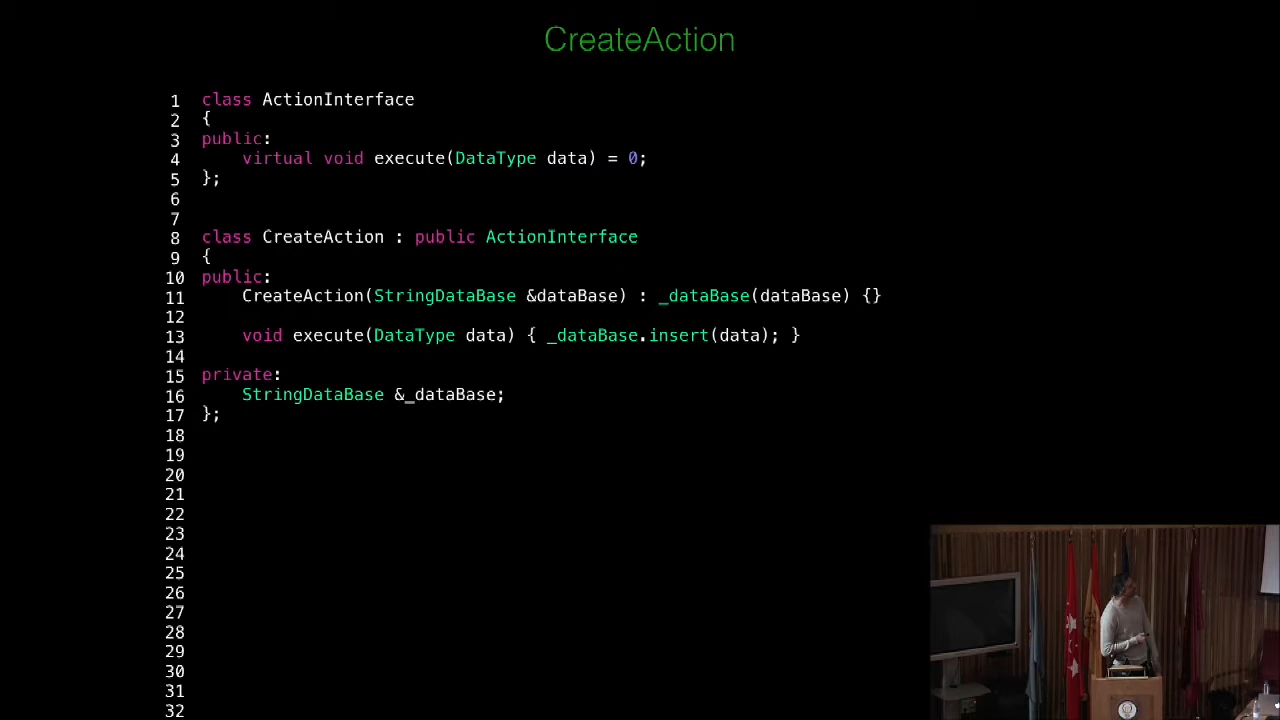 CreateAction
1 class ActionInterface
2 {
3 public:
4 virtual void execute(DataType data) = 0;
5 };
6
7
8 class CreateAction : public ActionInterface
9 {
10 public:
11 CreateAction(StringDataBase &dataBase) : _dataBase(dataBase) {}
12
13 void execute(DataType data) { _dataBase.insert(data); }
14
15 private:
16 StringDataBase &_dataBase;
17 };
18
19
20
21
22
23
24
25
26
27
28
29
30
31
32